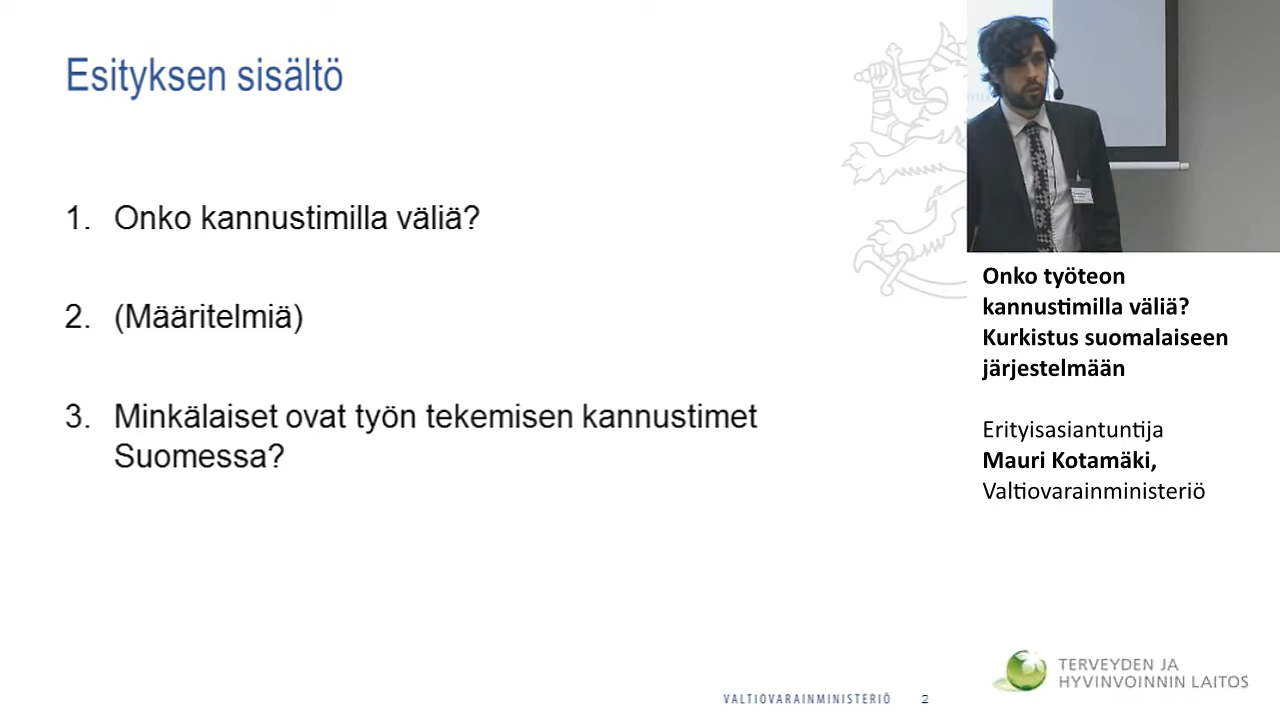 Esityksen sisältö
1. Onko kannustimilla väliä?
2. (Määritelmiä)
3. Minkälaiset ovat työn tekemisen kannustimet
Suomessa?
VALTIOVARAINMINISTERIÖ 2
Onko työteon
kannustimilla väliä?
Kurkistus suomalaiseen
järjestelmään
Erityisasiantuntija
Mauri Kotamäki,
Valtiovarainministeriö
TERVEYDEN JA
HYVINVOINNIN LAITOS